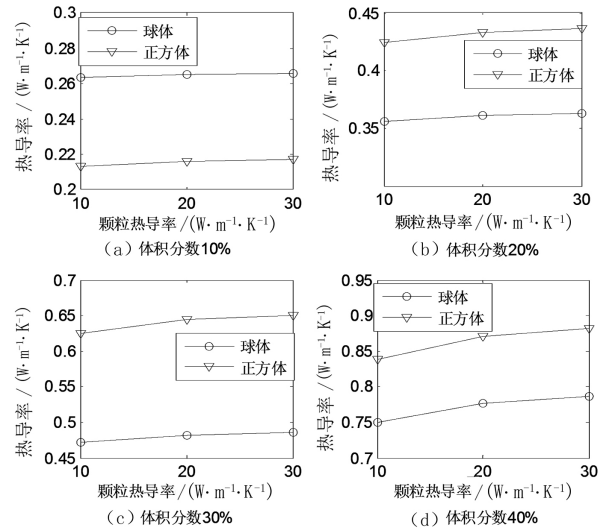 0.3
0.28
0.26
0.24
0.22
0.2
热导率 / (W· m⁻¹·K⁻¹)
球体
正方体
10
20
30
颗粒热导率 /(W· m⁻¹·K⁻¹)
(a) 体积分数10%
0.45
0.4
0.35
热导率 / (W· m⁻¹·K⁻¹)
球体
正方体
10
20
30
颗粒热导率 /(W· m⁻¹·K⁻¹)
(b) 体积分数20%
0.7
0.65
0.6
0.55
0.5
0.45
热导率 / (W· m⁻¹·K⁻¹)
球体
正方体
10
20
30
颗粒热导率 /(W· m⁻¹·K⁻¹)
(c) 体积分数30%
0.95
0.9
0.85
0.8
0.75
0.7
热导率 / (W· m⁻¹·K⁻¹)
球体
正方体
10
20
30
颗粒热导率 /(W· m⁻¹·K⁻¹)
(d) 体积分数40%